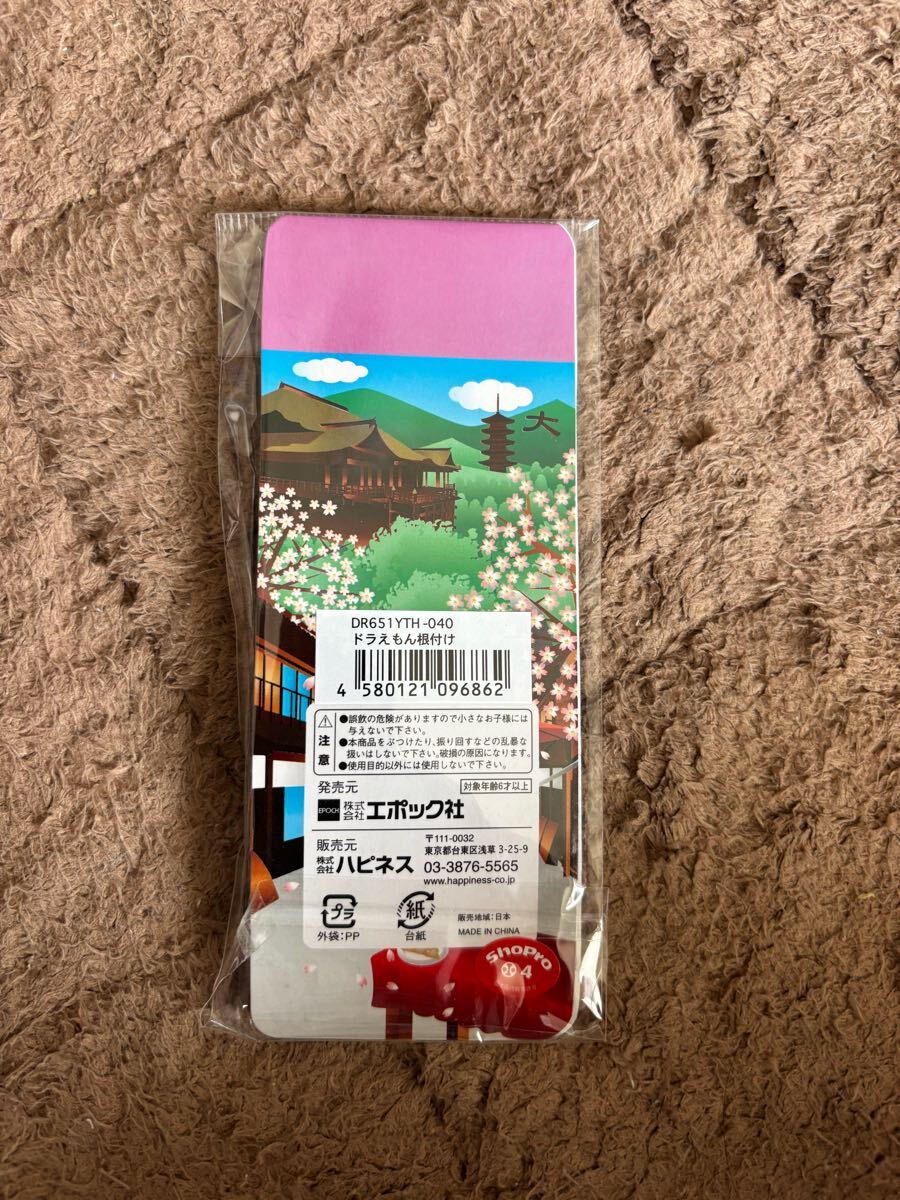 大
DR651YTH-040
ドラえもん根付け
4 580121 096862
注意
●誤飲の危険がありますので小さなお子様には
与えないで下さい。
●本商品をぶつけたり、振り回すなどの乱暴な
扱いはしないで下さい。破損の原因になります。
●使用目的以外には使用しないで下さい。
発売元
対象年齢6才以上
EPOCH 株式会社エポック社
販売元
株式会社ハピネス
〒111-0032
東京都台東区浅草 3-25-9
03-3876-5565
www.happiness-co.jp
プラ
外袋:PP
紙
台紙
販売地域:日本
MADE IN CHINA
ShoPro
4